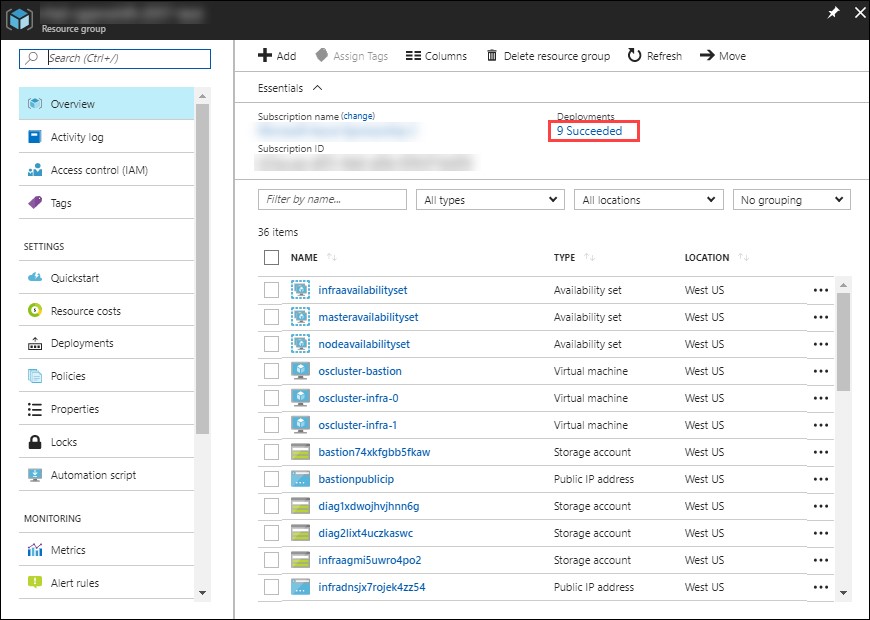 Resource group
Search (Ctrl+/)
Overview
Activity log
Access control (IAM)
Tags
SETTINGS
Quickstart
Resource costs
Deployments
Policies
Properties
Locks
Automation script
MONITORING
Metrics
Alert rules
Add Assign Tags Columns Delete resource group Refresh Move
Essentials
Subscription name (change) Deployments
9 Succeeded
Subscription ID
Filter by name... All types All locations No grouping
36 items
NAME TYPE LOCATION
infraavailabilityset Availability set West US
masteravailabilityset Availability set West US
nodeavailabilityset Availability set West US
oscluster-bastion Virtual machine West US
oscluster-infra-0 Virtual machine West US
oscluster-infra-1 Virtual machine West US
bastion74xkfgbb5fkaw Storage account West US
bastionpublicip Public IP address West US
diag1xdwojhvjhnn6g Storage account West US
diag2lixt4uczkaswc Storage account West US
infraagmi5uwro4po2 Storage account West US
infradnsjx7rojek4zz54 Public IP address West US